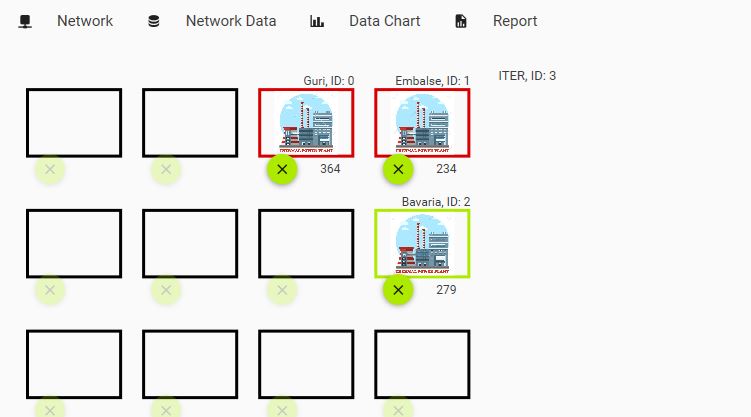 Network Network Data Data Chart Report
Guri, ID: 0 Embalse, ID: 1 ITER, ID: 3
THERMAL POWER PLANT THERMAL POWER PLANT
364 234
Bavaria, ID: 2
THERMAL POWER PLANT
279